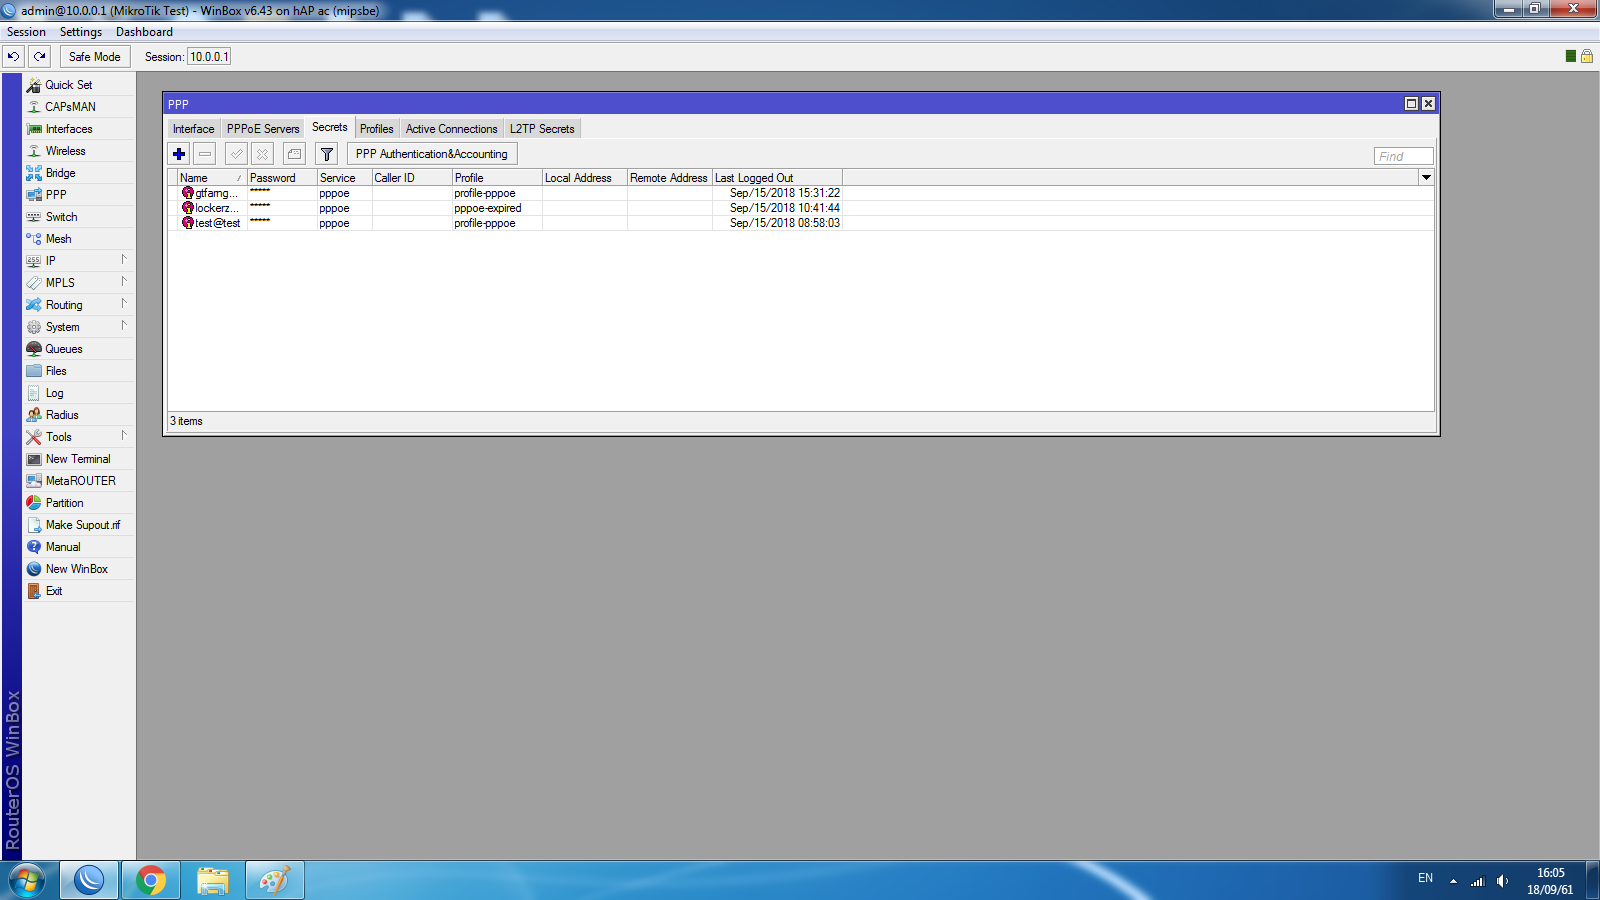 admin@10.0.0.1 (MikroTik Test) - WinBox v6.43 on hAP ac (mipsbe)
Session Settings Dashboard
Safe Mode Session: 10.0.0.1
Quick Set
CAPsMAN
Interfaces
Wireless
Bridge
PPP
Switch
Mesh
IP
MPLS
Routing
System
Queues
Files
Log
Radius
Tools
New Terminal
MetaROUTER
Partition
Make Supout.rif
Manual
New WinBox
Exit
RouterOS WinBox
PPP
Interface PPPoE Servers Secrets Profiles Active Connections L2TP Secrets
PPP Authentication&Accounting Find
Name Password Service Caller ID Profile Local Address Remote Address Last Logged Out
gtfarng... ***** pppoe profile-pppoe Sep/15/2018 15:31:22
lockerz... ***** pppoe pppoe-expired Sep/15/2018 10:41:44
test@test ***** pppoe profile-pppoe Sep/15/2018 08:58:03
3 items
EN 16:05
18/09/61